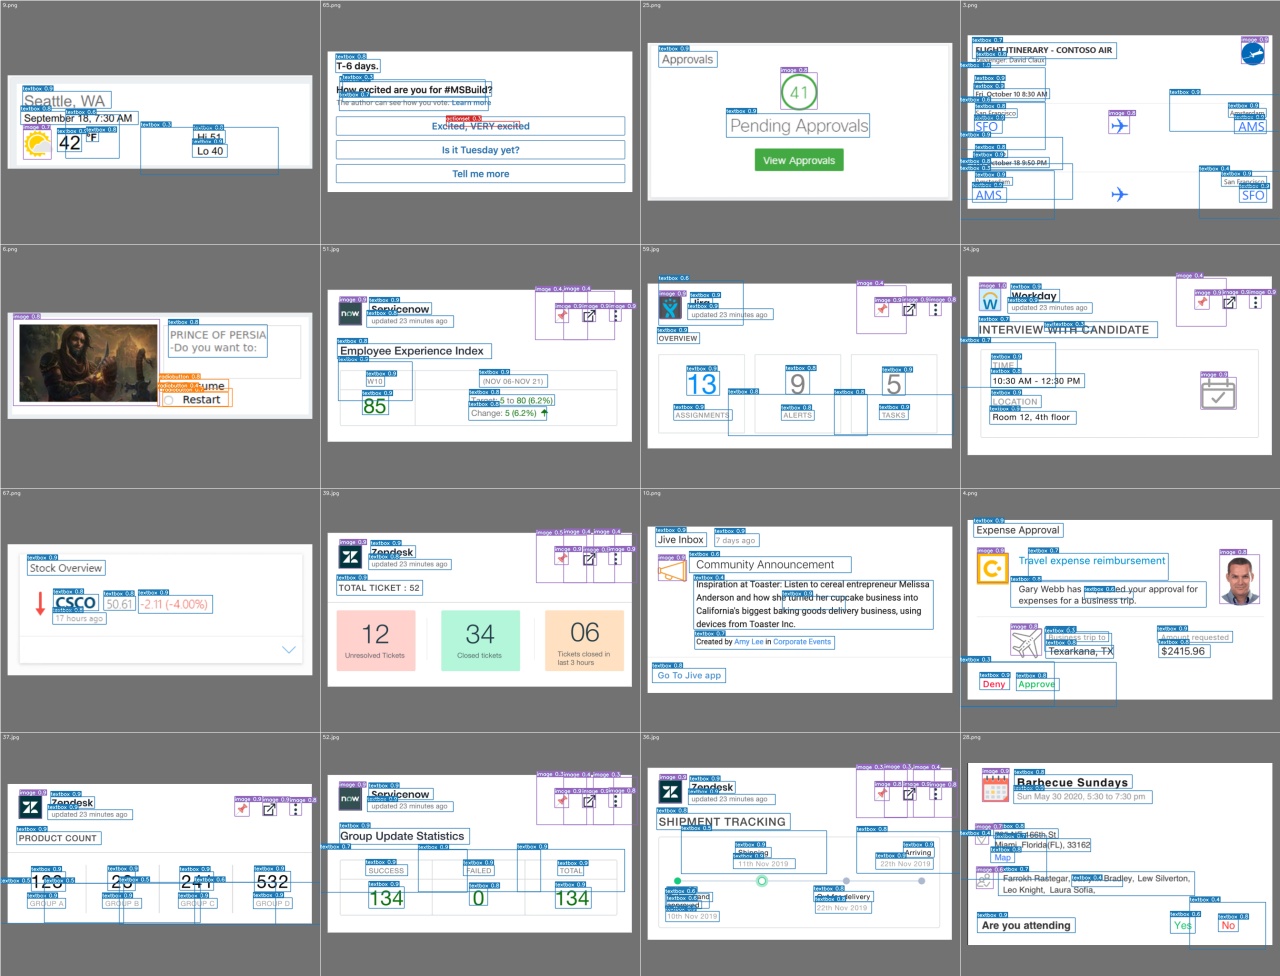 9.png
Seattle, WA
September 18, 7:30 AM
42
°F
Hi 51
Lo 40
65.png
T-6 days.
How excited are you for #MSBuild?
The author can see how you vote. Learn more
Excited, VERY excited
Is it Tuesday yet?
Tell me more
25.png
Approvals
41
Pending Approvals
View Approvals
3.png
FLIGHT ITINERARY - CONTOSO AIR
Passenger: David Claux
Fri, October 10 8:30 AM
San Francisco
Amsterdam
SFO
AMS
October 18 9:50 PM
Amsterdam
San Francisco
AMS
SFO
6.png
PRINCE OF PERSIA
-Do you want to:
Restart
51.jpg
now
Servicenow
updated 23 minutes ago
Employee Experience Index
W10
(NOV 06-NOV 21)
85
Target: 5 to 80 (6.2%)
Change: 5 (6.2%)
59.jpg
updated 23 minutes ago
OVERVIEW
13
9
5
ASSIGNMENTS
ALERTS
TASKS
34.jpg
Workday
updated 23 minutes ago
INTERVIEW WITH CANDIDATE
TIME
10:30 AM - 12:30 PM
LOCATION
Room 12, 4th floor
67.png
Stock Overview
CSCO
50.61
-2.11 (-4.00%)
17 hours ago
39.jpg
Zendesk
updated 23 minutes ago
TOTAL TICKET : 52
12
34
06
Unresolved Tickets
Closed tickets
Tickets closed in
last 3 hours
10.png
Jive Inbox
7 days ago
Community Announcement
Inspiration at Toaster: Listen to cereal entrepreneur Melissa
Anderson and how she turned her cupcake business into
California's biggest baking goods delivery business, using
devices from Toaster Inc.
Created by Amy Lee in Corporate Events
Go To Jive app
4.png
Expense Approval
Travel expense reimbursement
Gary Webb has your approval for
expenses for a business trip.
Business trip to
Amount requested
Texarkana, TX
$2415.96
Deny
Approve
37.jpg
Zendesk
updated 23 minutes ago
PRODUCT COUNT
532
GROUP A
GROUP B
GROUP C
GROUP D
52.jpg
now
Servicenow
updated 23 minutes ago
Group Update Statistics
SUCCESS
FAILED
TOTAL
134
0
134
36.jpg
Zendesk
updated 23 minutes ago
SHIPMENT TRACKING
Shipping
11th Nov 2019
Arriving
22th Nov 2019
10th Nov 2019
delivery
22th Nov 2019
28.png
Barbecue Sundays
Sun May 30 2020, 5:30 to 7:30 pm
166th St
Miami, Florida(FL), 33162
Map
Farrokh Rastegar, Bradley, Lew Silverton,
Leo Knight, Laura Sofia,
Are you attending
Yes
No